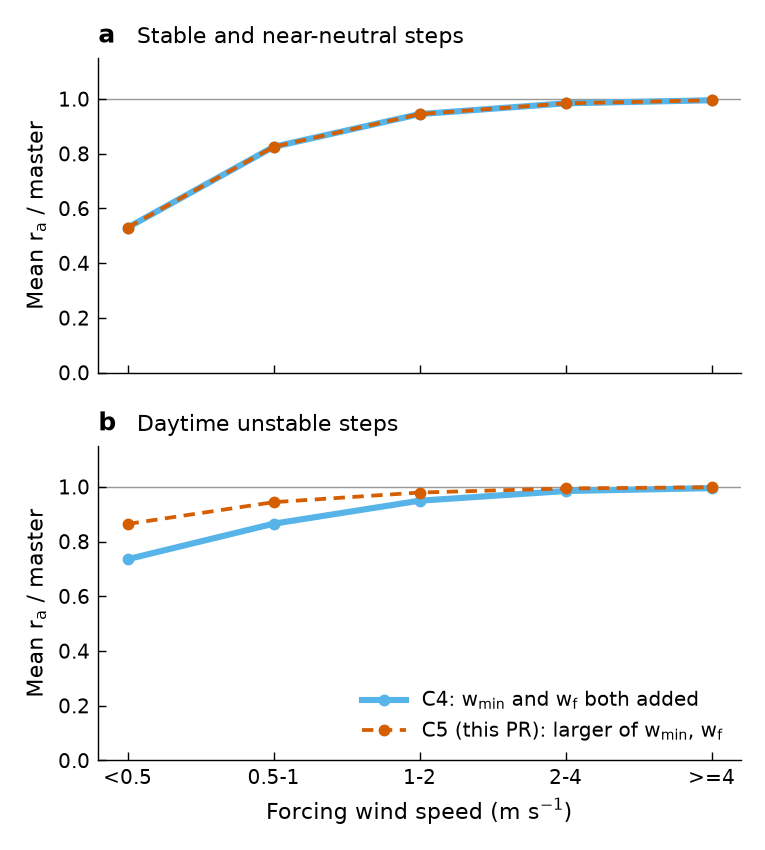 a Stable and near-neutral steps
Mean ra / master
1.0
0.8
0.6
0.4
0.2
0.0
b Daytime unstable steps
Mean ra / master
1.0
0.8
0.6
0.4
0.2
0.0
C4: wmin and wf both added
C5 (this PR): larger of wmin, wf
<0.5 0.5-1 1-2 2-4 >=4
Forcing wind speed (m s−1)